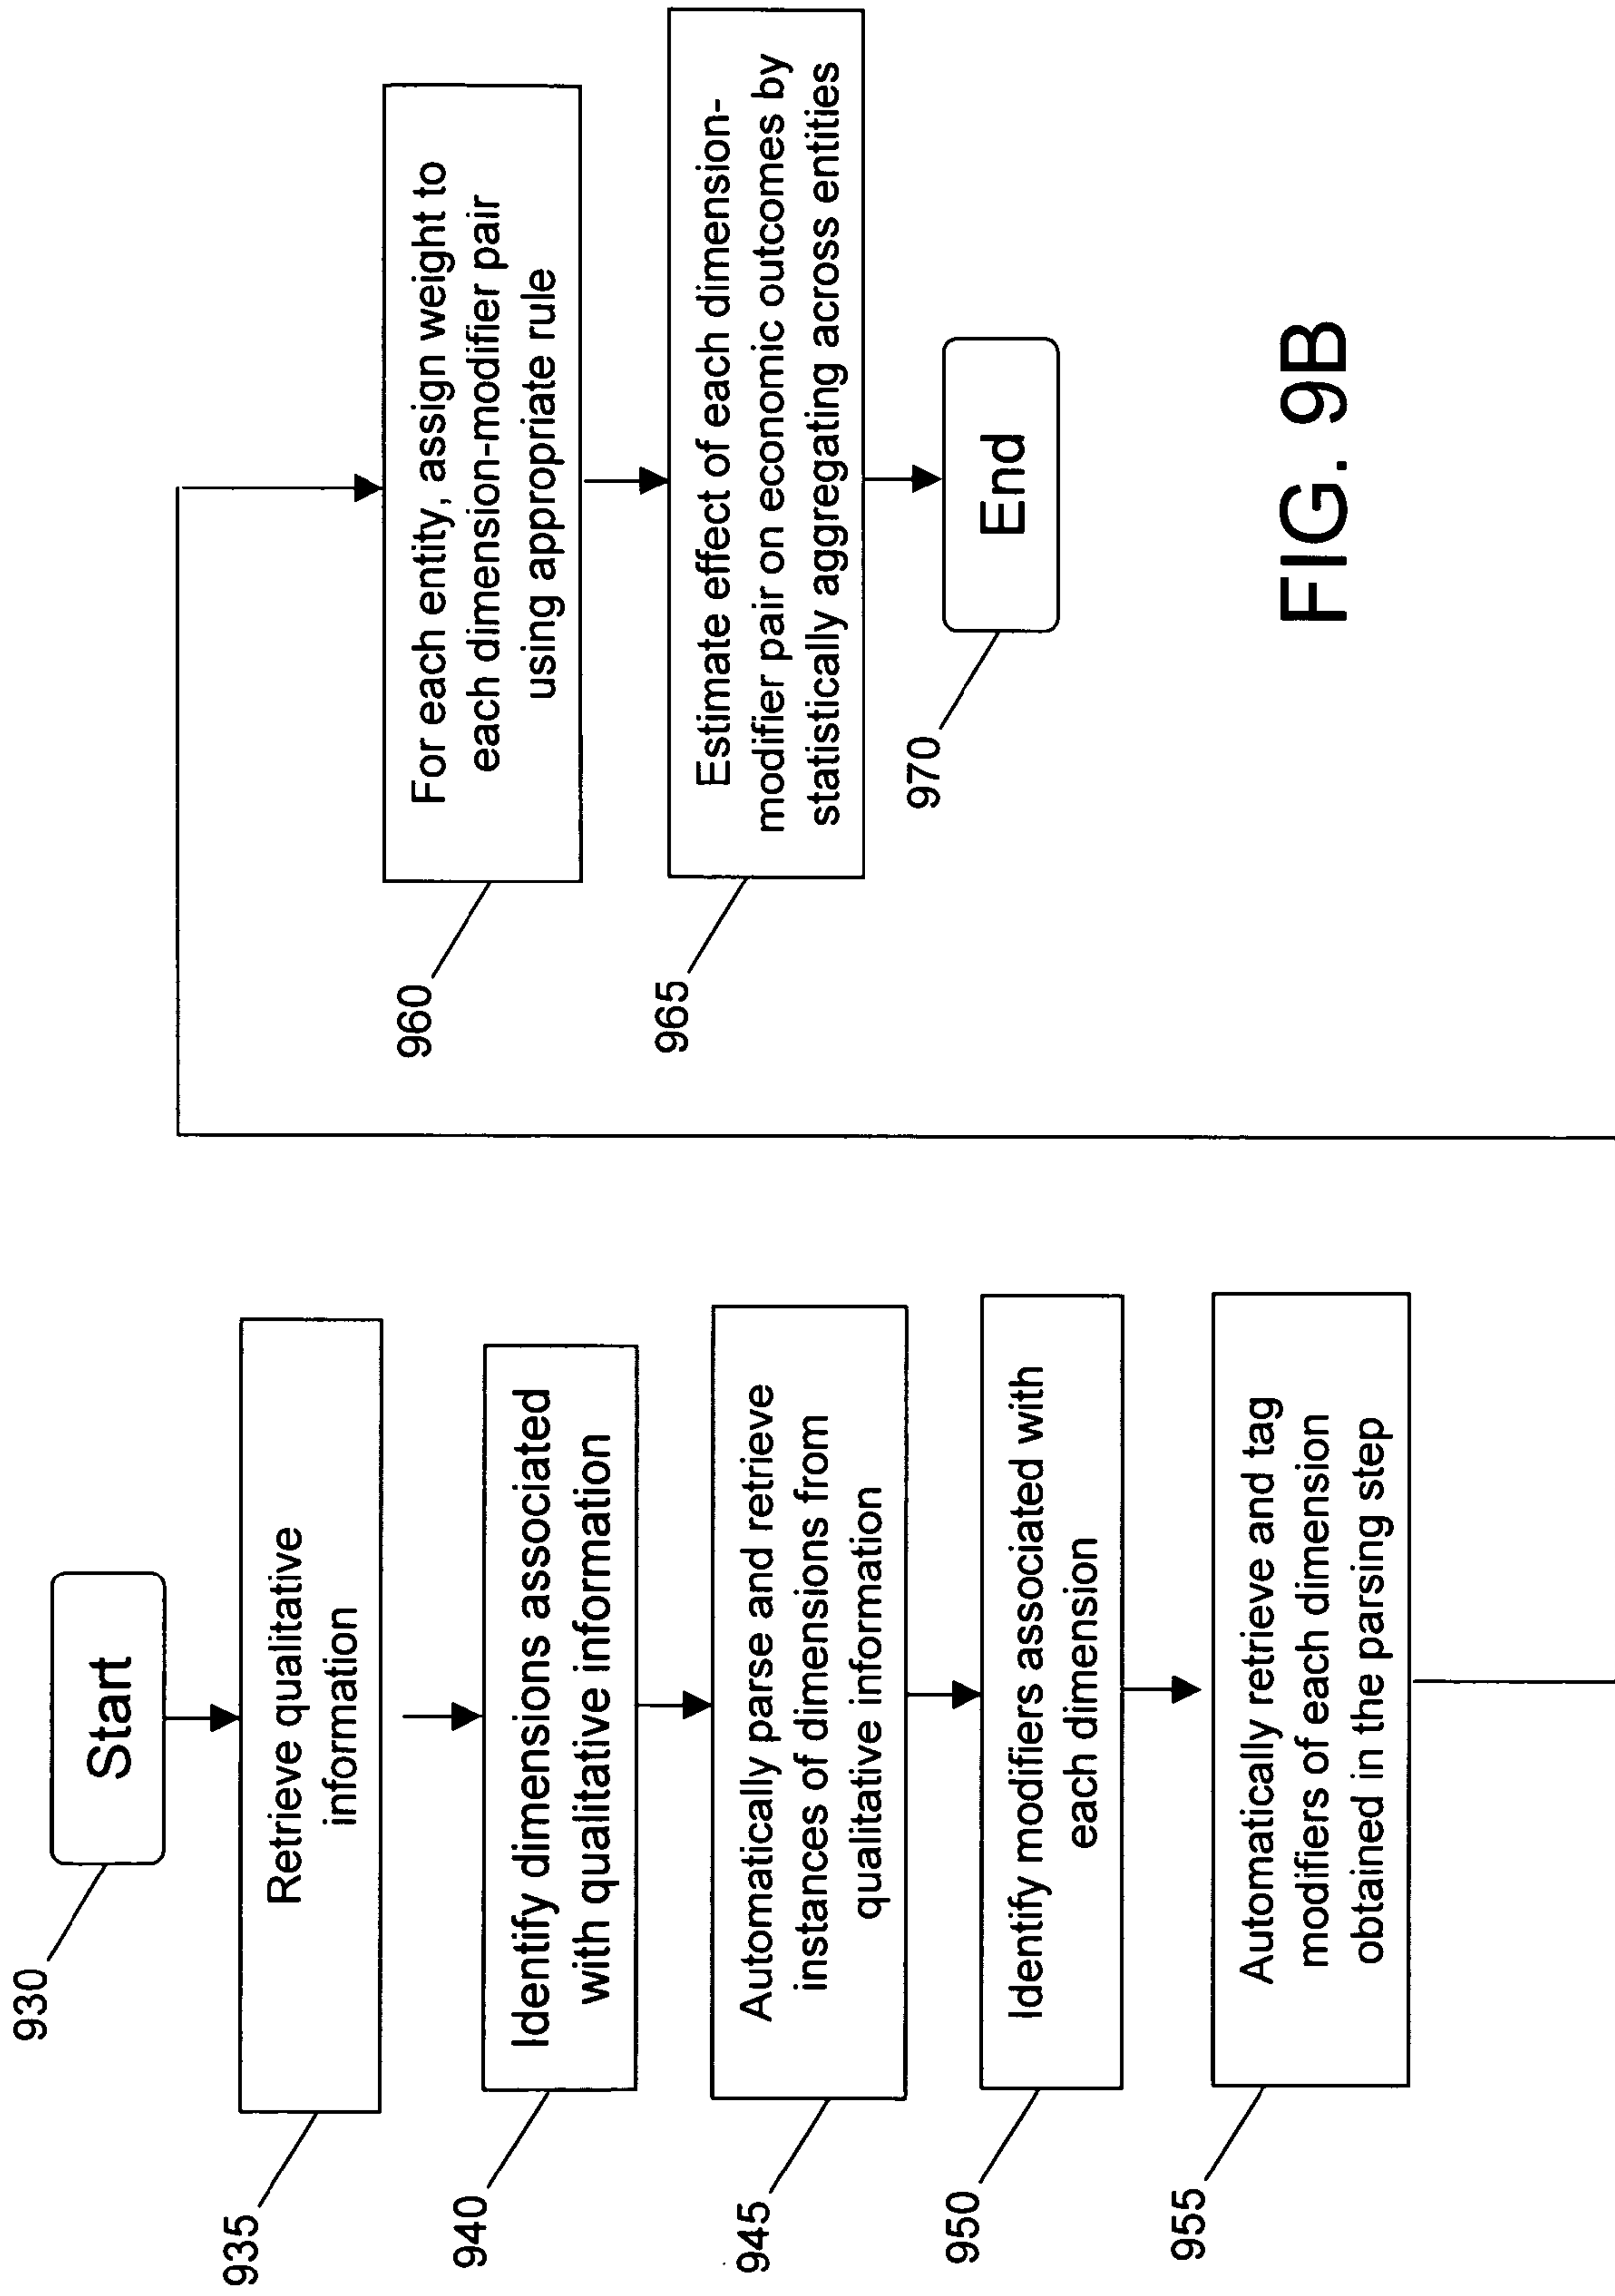 930
Start
935
Retrieve qualitative
information
940
Identify dimensions associated
with qualitative information
945
Automatically parse and retrieve
instances of dimensions from
qualitative information
950
Identify modifiers associated with
each dimension
955
Automatically retrieve and tag
modifiers of each dimension
obtained in the parsing step
960
For each entity, assign weight to
each dimension-modifier pair
using appropriate rule
965
Estimate effect of each dimension-
modifier pair on economic outcomes by
statistically aggregating across entities
970
End
FIG. 9B